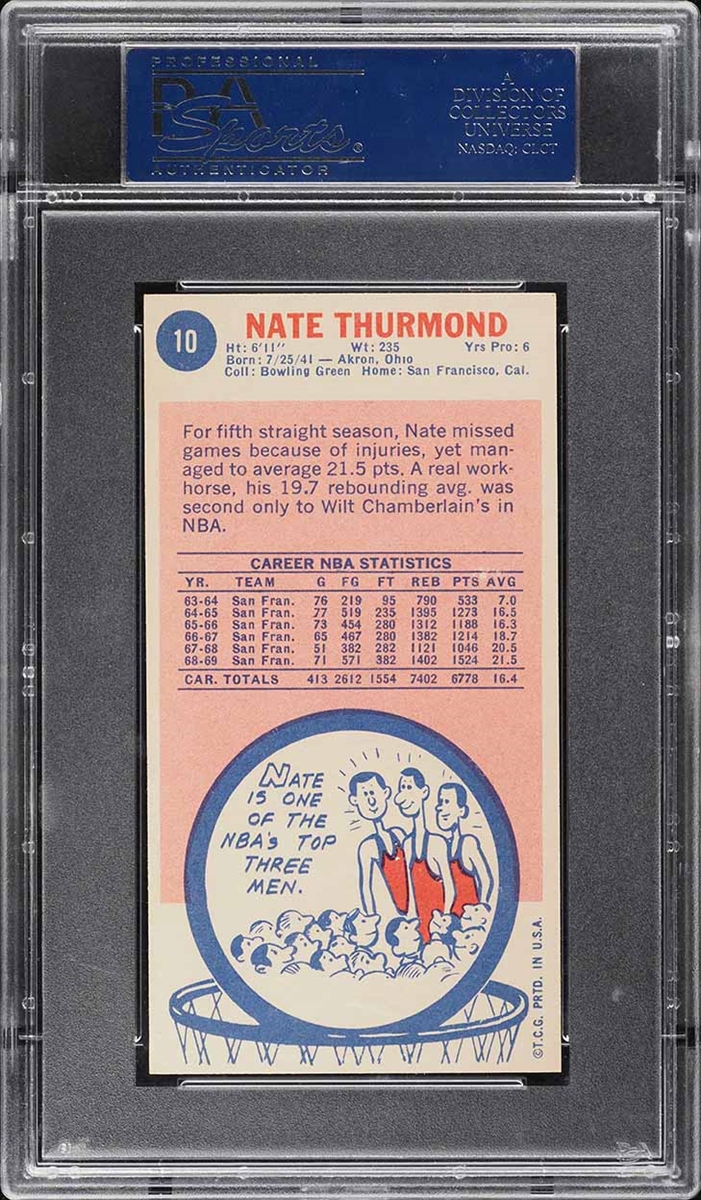 PROFESSIONAL
PSA
Sports®
AUTHENTICATOR
A
DIVISION OF
COLLECTORS
UNIVERSE
NASDAQ: CLCT
10
NATE THURMOND
Ht: 6'11" Wt: 235 Yrs Pro: 6
Born: 7/25/41 — Akron, Ohio
Coll: Bowling Green Home: San Francisco, Cal.
For fifth straight season, Nate missed
games because of injuries, yet man-
aged to average 21.5 pts. A real work-
horse, his 19.7 rebounding avg. was
second only to Wilt Chamberlain's in
NBA.
CAREER NBA STATISTICS
YR. TEAM G FG FT REB PTS AVG
63-64 San Fran. 76 219 95 790 533 7.0
64-65 San Fran. 77 519 235 1395 1273 16.5
65-66 San Fran. 73 454 280 1312 1188 16.3
66-67 San Fran. 65 467 280 1382 1214 18.7
67-68 San Fran. 51 382 282 1121 1046 20.5
68-69 San Fran. 71 571 382 1402 1524 21.5
CAR. TOTALS 413 2612 1554 7402 6778 16.4
NATE
IS ONE
OF THE
NBA'S TOP
THREE
MEN.
©T.C.G. PRTD. IN U.S.A.